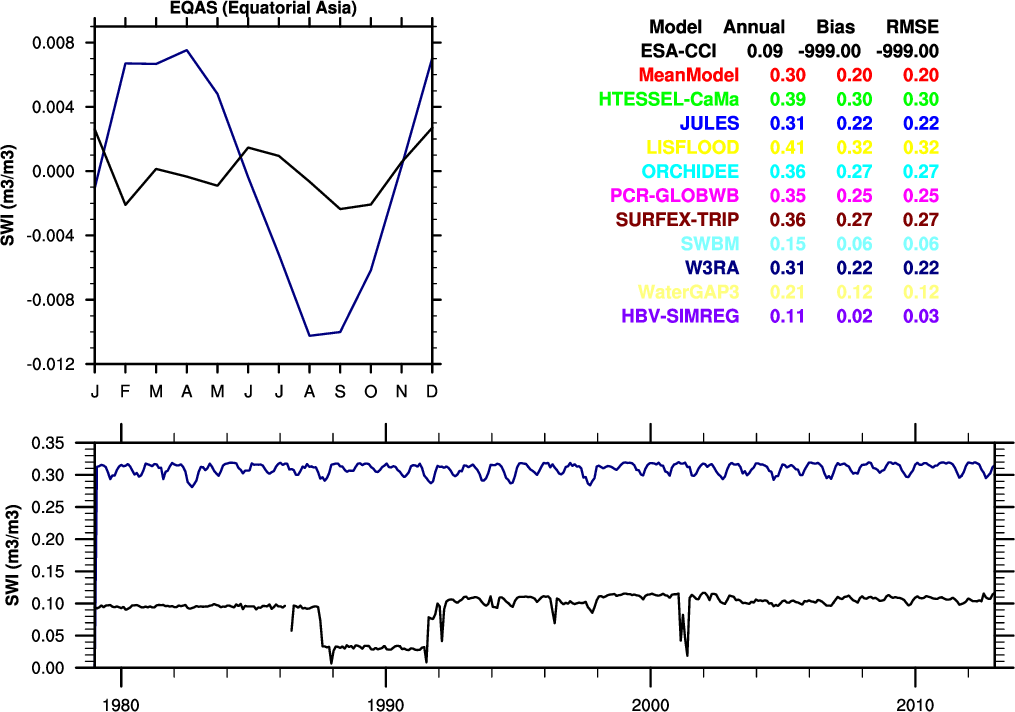 EQAS (Equatorial Asia)
0.008
0.004
0.000
-0.004
-0.008
-0.012
SWI (m3/m3)
J F M A M J J A S O N D
Model Annual Bias RMSE
ESA-CCI 0.09 -999.00 -999.00
MeanModel 0.30 0.20 0.20
HTESSEL-CaMa 0.39 0.30 0.30
JULES 0.31 0.22 0.22
LISFLOOD 0.41 0.32 0.32
ORCHIDEE 0.36 0.27 0.27
PCR-GLOBWB 0.35 0.25 0.25
SURFEX-TRIP 0.36 0.27 0.27
SWBM 0.15 0.06 0.06
W3RA 0.31 0.22 0.22
WaterGAP3 0.21 0.12 0.12
HBV-SIMREG 0.11 0.02 0.03
0.35
0.30
0.25
0.20
0.15
0.10
0.05
0.00
SWI (m3/m3)
1980 1990 2000 2010